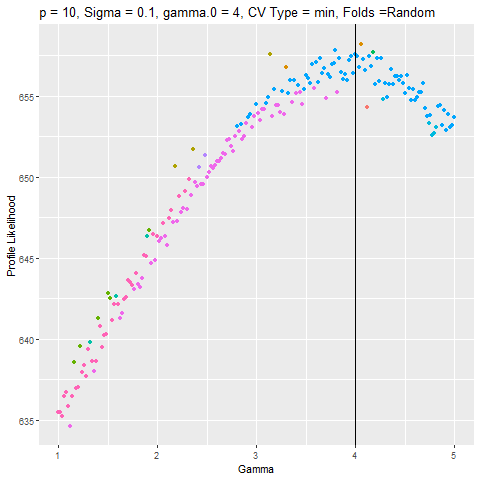 p = 10, Sigma = 0.1, gamma.0 = 4, CV Type = min, Folds =Random
Profile Likelihood
655
650
645
640
635
1 2 3 4 5
Gamma